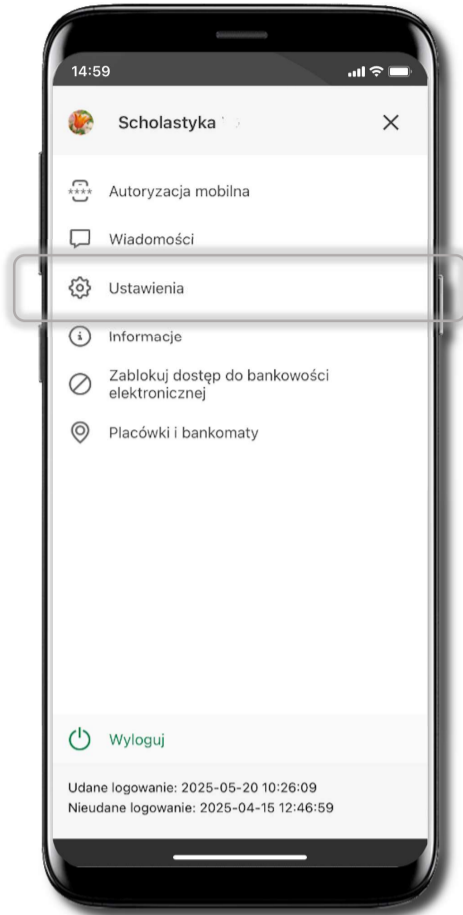 14:59
Scholastyka
Autoryzacja mobilna
Wiadomości
Ustawienia
Informacje
Zablokuj dostęp do bankowości
elektronicznej
Placówki i bankomaty
Wyloguj
Udane logowanie: 2025-05-20 10:26:09
Nieudane logowanie: 2025-04-15 12:46:59